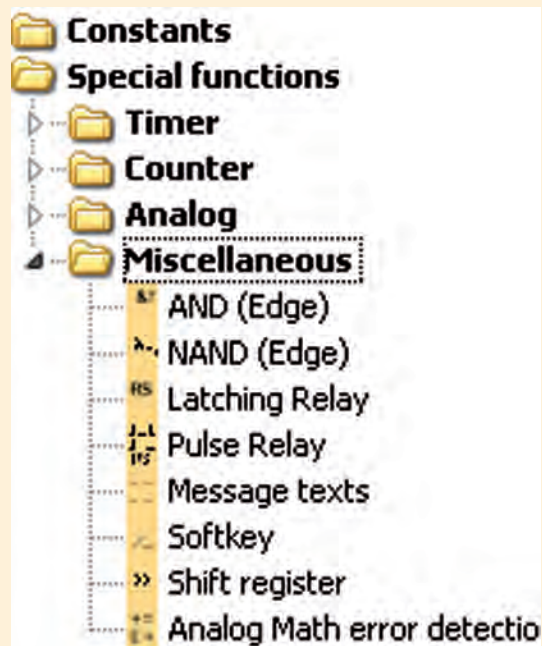 Constants
Special functions
Timer
Counter
Analog
Miscellaneous
AND (Edge)
NAND (Edge)
RS Latching Relay
Pulse Relay
Message texts
Softkey
Shift register
Analog Math error detectio